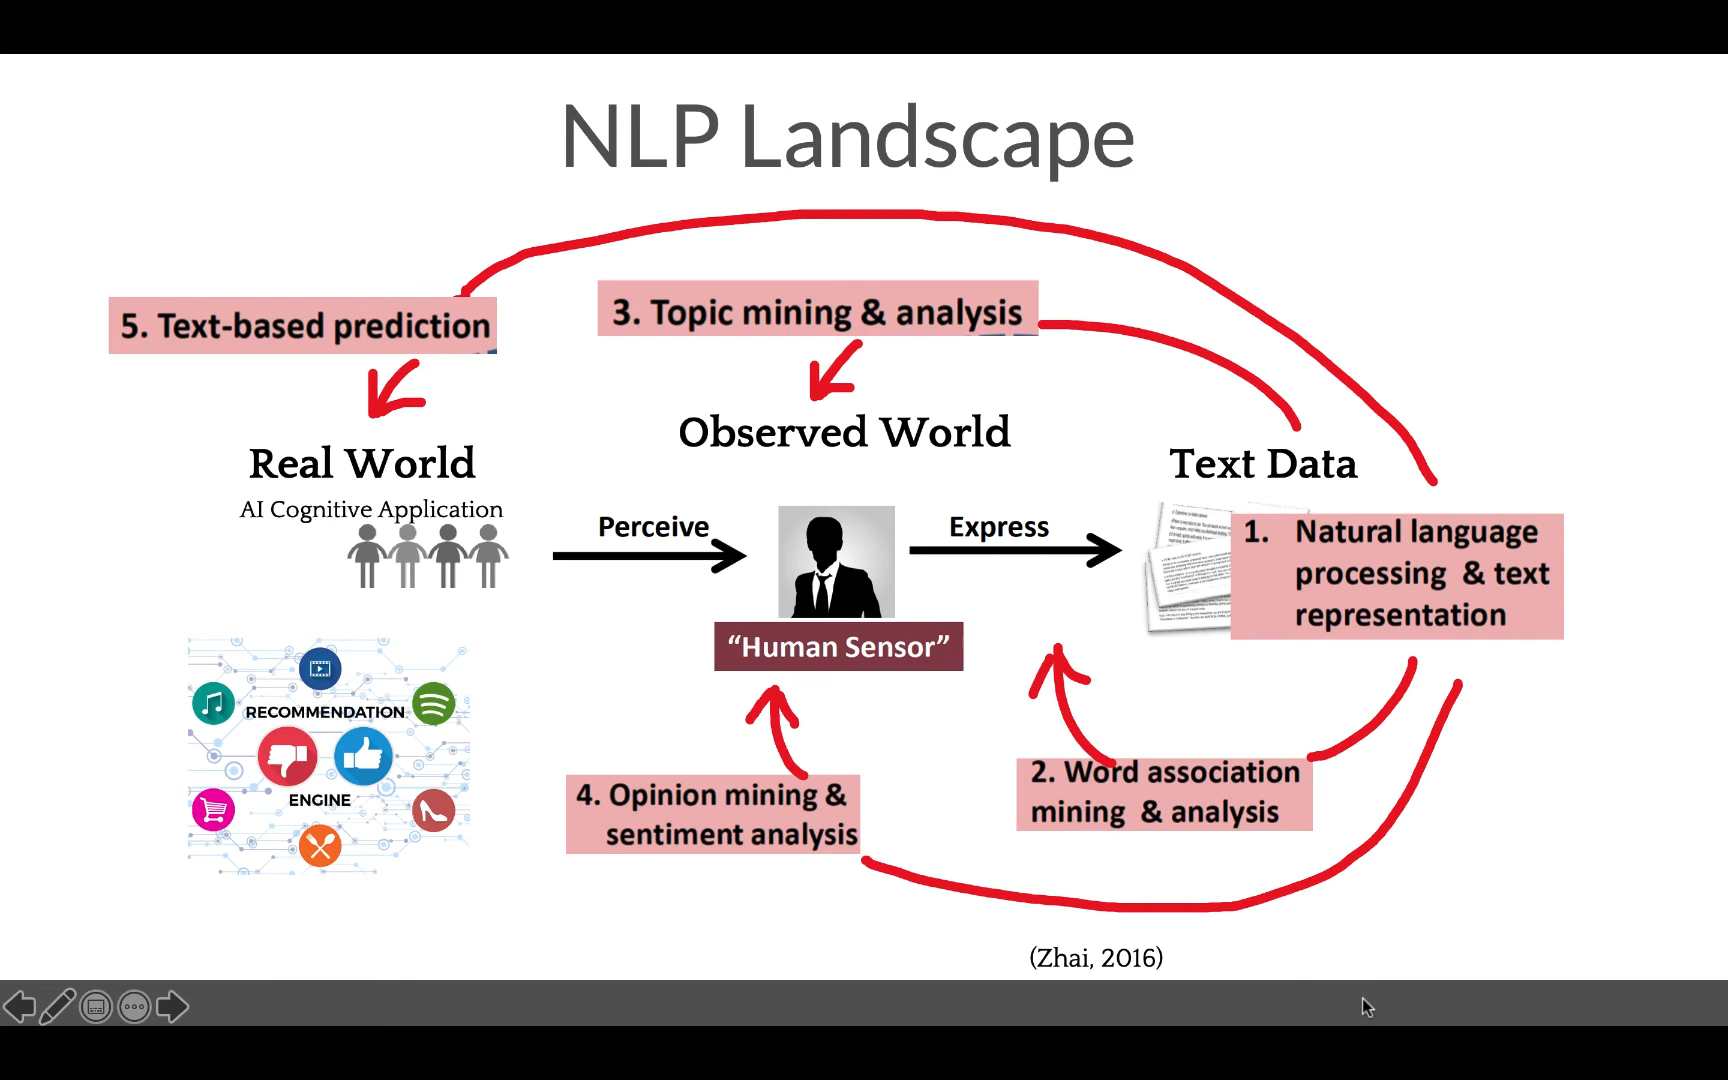 NLP Landscape
5. Text-based prediction
3. Topic mining & analysis
Real World
AI Cognitive Application
Observed World
Text Data
Perceive
Express
1. Natural language
processing & text
representation
"Human Sensor"
RECOMMENDATION
ENGINE
4. Opinion mining &
sentiment analysis
2. Word association
mining & analysis
(Zhai, 2016)